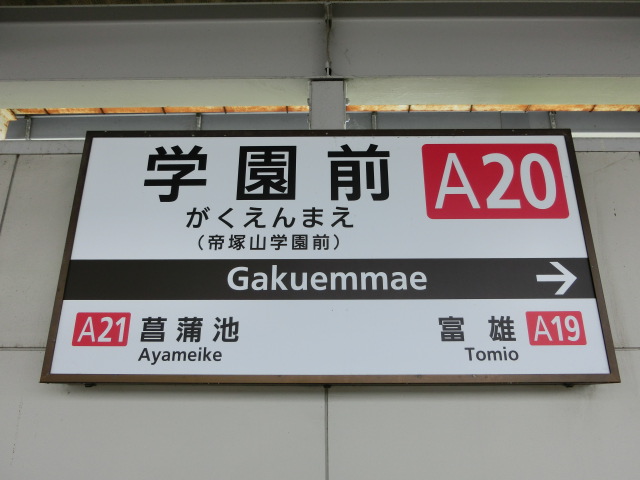 学園前 A20
がくえんまえ
（帝塚山学園前）
Gakuemmae →
A21 菖蒲池 富雄 A19
Ayameike Tomio